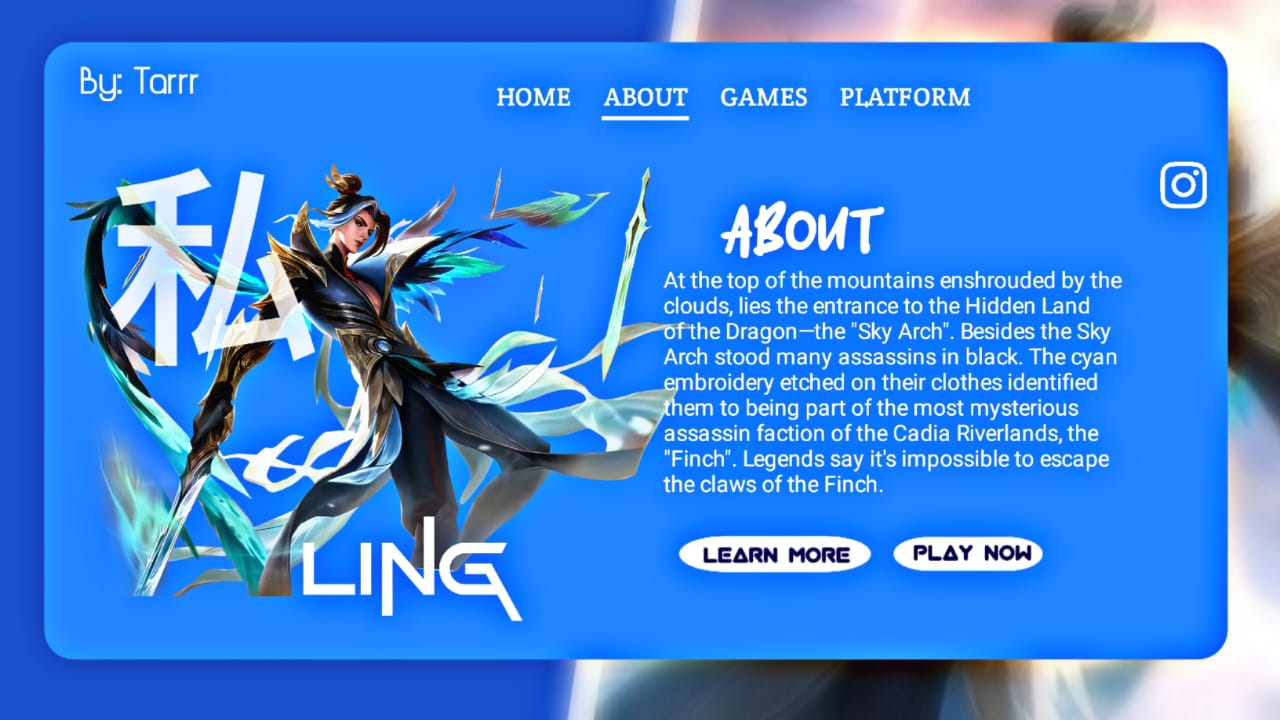 By: Tarrr
HOME ABOUT GAMES PLATFORM
私
ABOUT
At the top of the mountains enshrouded by the
clouds, lies the entrance to the Hidden Land
of the Dragon—the "Sky Arch". Besides the Sky
Arch stood many assassins in black. The cyan
embroidery etched on their clothes identified
them to being part of the most mysterious
assassin faction of the Cadia Riverlands, the
"Finch". Legends say it's impossible to escape
the claws of the Finch.
LEARN MORE PLAY NOW
LING